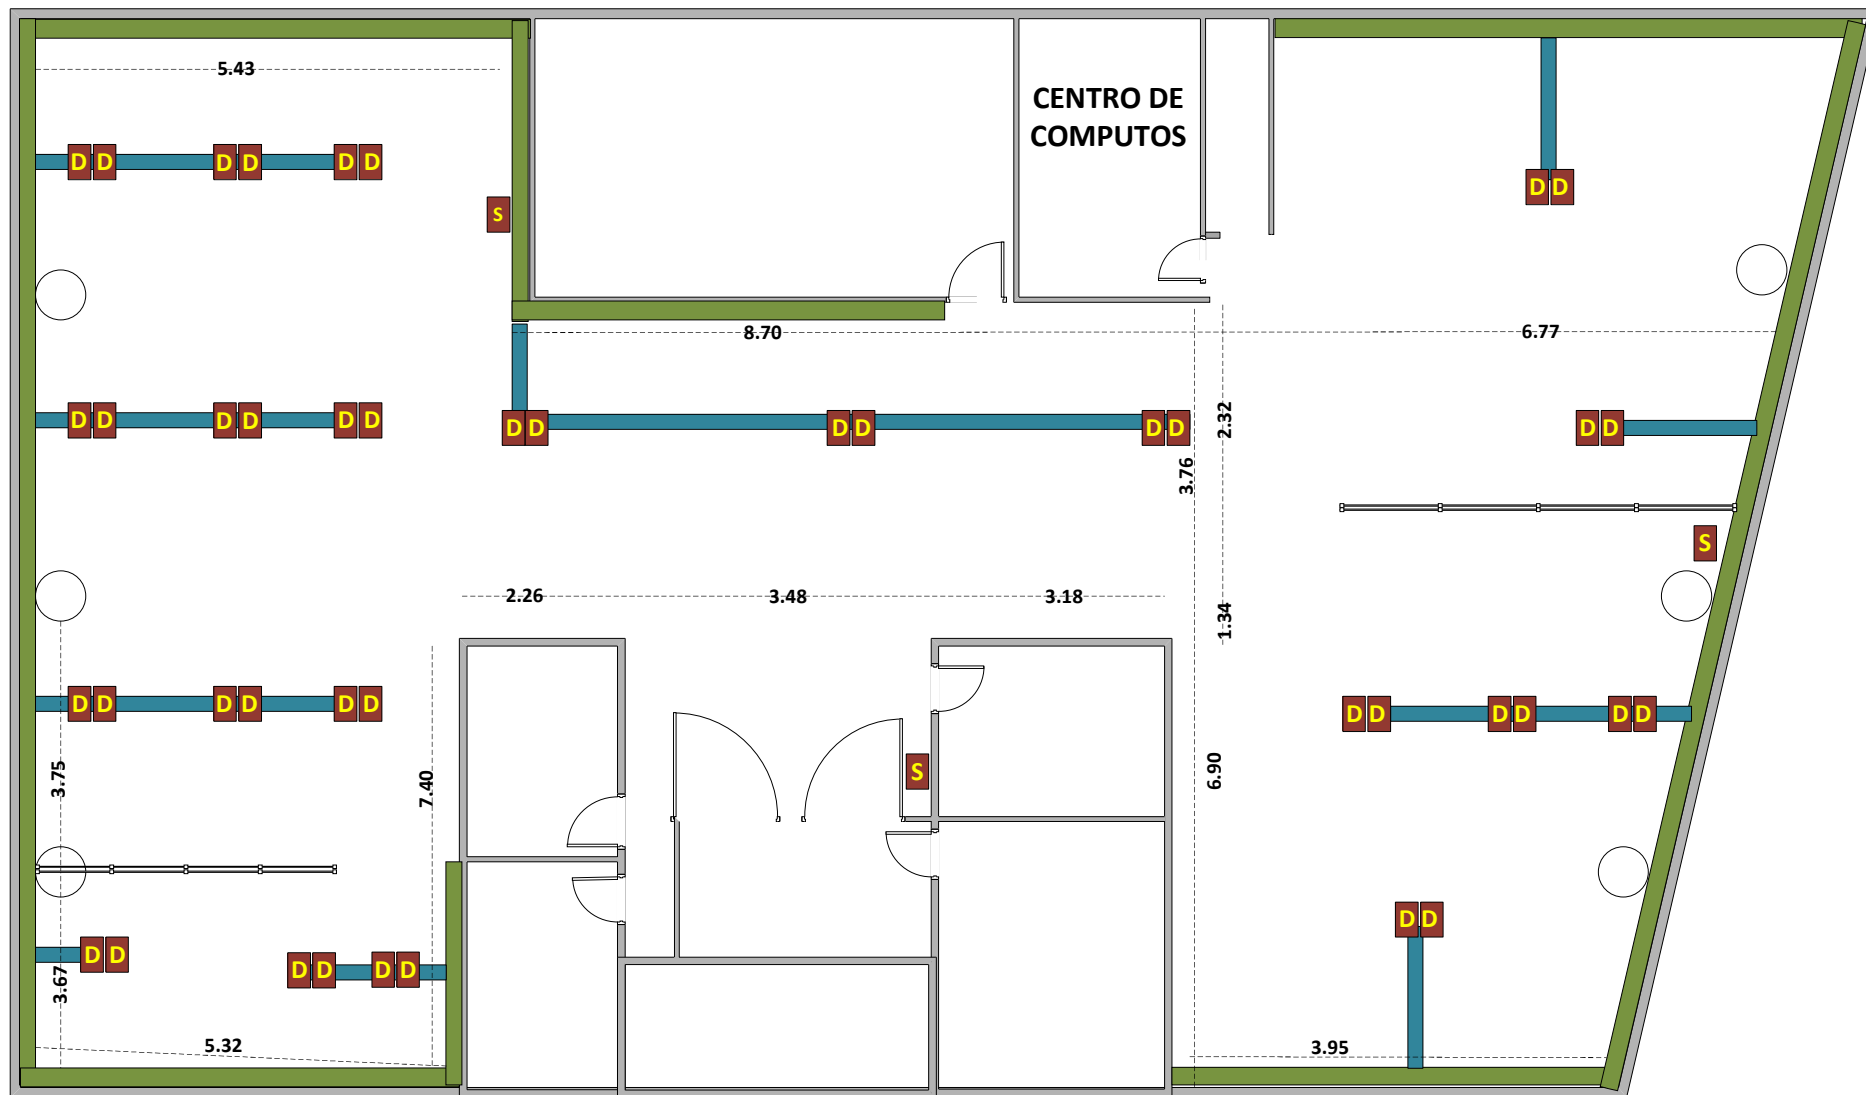 5.43
CENTRO DE
COMPUTOS
D D D D D D
D D
S
8.70
6.77
D D D D D D
D D D D D D
2.32
D D
3.76
S
2.26
3.48
3.18
1.34
D D D D D D
D D D D D D
3.75
7.40
S
6.90
D D
D D
D D D D
3.67
5.32
3.95